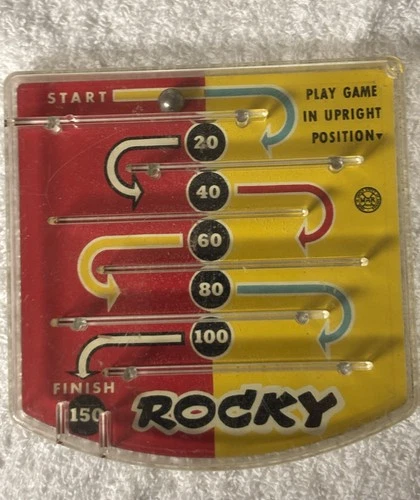 START
PLAY GAME
IN UPRIGHT
POSITION
20
40
60
80
100
FINISH
150
ROCKY